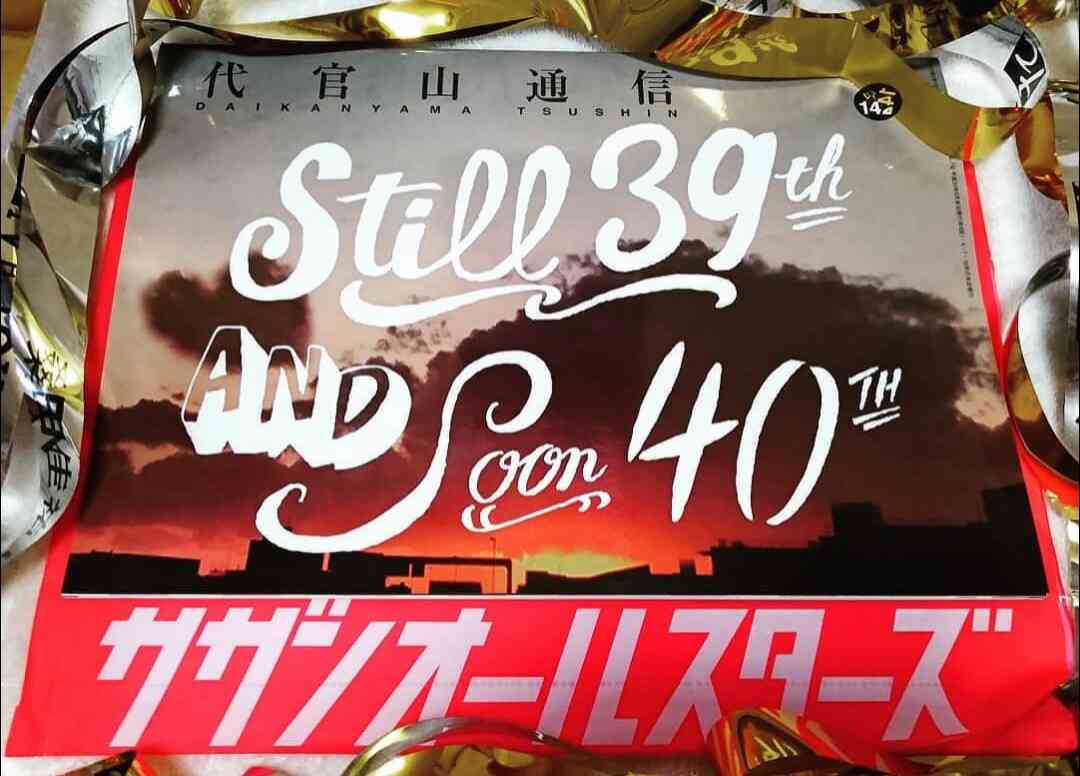 代官山通信
DAIKANYAMA TSUSHIN
144
Still 39th
AND Soon 40TH
サザンオールスターズ